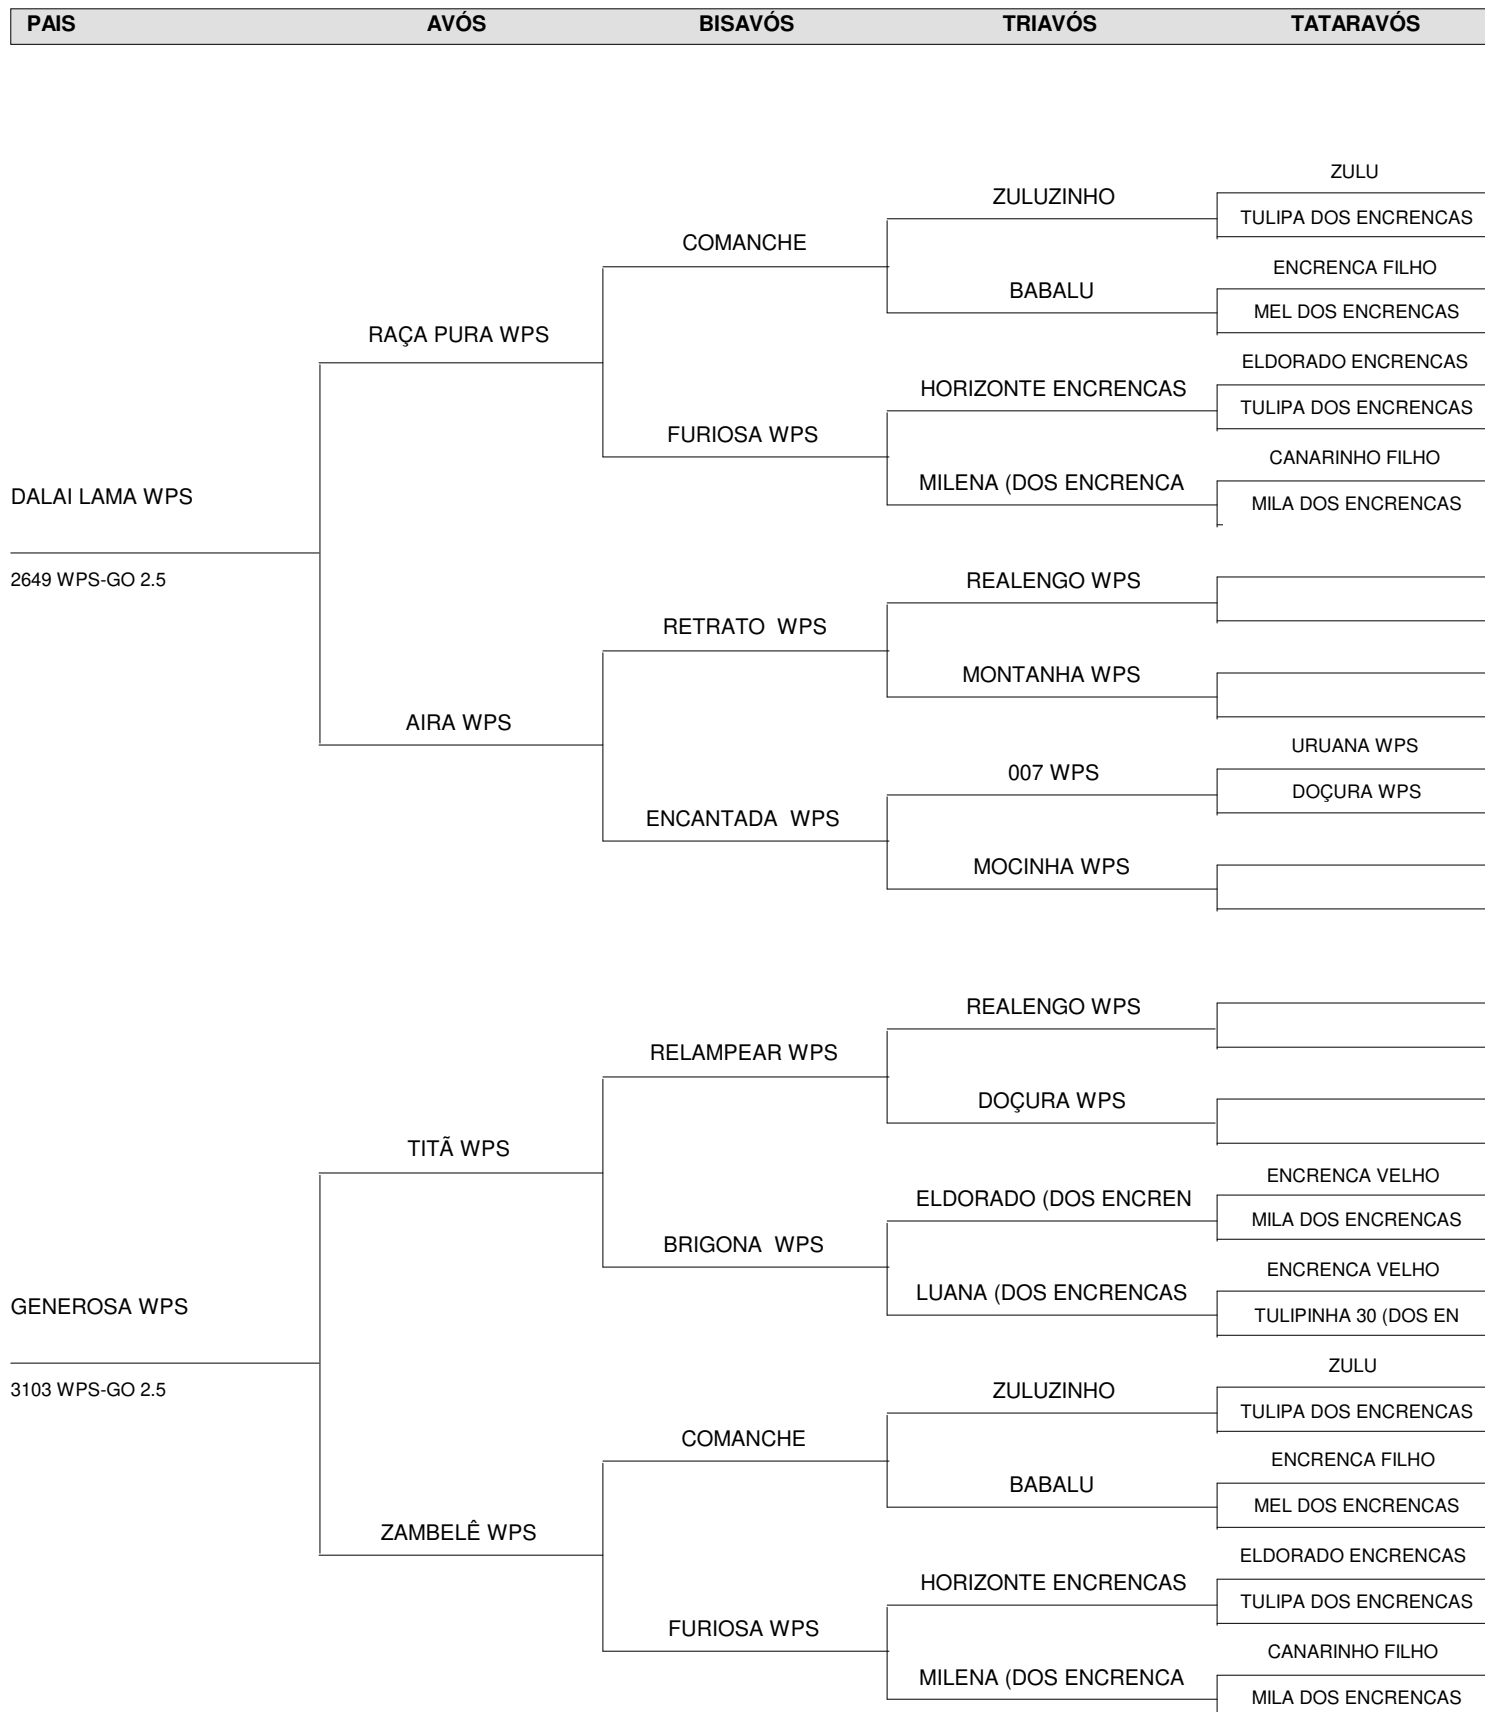 PAIS AVÓS BISAVÓS TRIAVÓS TATARAVÓS
ZULU
ZULUZINHO
TULIPA DOS ENCRENCAS
COMANCHE
ENCRENCA FILHO
BABALU
MEL DOS ENCRENCAS
RAÇA PURA WPS
ELDORADO ENCRENCAS
HORIZONTE ENCRENCAS
TULIPA DOS ENCRENCAS
FURIOSA WPS
CANARINHO FILHO
MILENA (DOS ENCRENCA
DALAI LAMA WPS
MILA DOS ENCRENCAS
2649 WPS-GO 2.5
REALENGO WPS
RETRATO WPS
MONTANHA WPS
AIRA WPS
URUANA WPS
007 WPS
DOÇURA WPS
ENCANTADA WPS
MOCINHA WPS
REALENGO WPS
RELAMPEAR WPS
DOÇURA WPS
TITÃ WPS
ENCRENCA VELHO
ELDORADO (DOS ENCREN
MILA DOS ENCRENCAS
BRIGONA WPS
ENCRENCA VELHO
LUANA (DOS ENCRENCAS
GENEROSA WPS
TULIPINHA 30 (DOS EN
ZULU
3103 WPS-GO 2.5
ZULUZINHO
TULIPA DOS ENCRENCAS
COMANCHE
ENCRENCA FILHO
BABALU
MEL DOS ENCRENCAS
ZAMBELÊ WPS
ELDORADO ENCRENCAS
HORIZONTE ENCRENCAS
TULIPA DOS ENCRENCAS
FURIOSA WPS
CANARINHO FILHO
MILENA (DOS ENCRENCA
MILA DOS ENCRENCAS